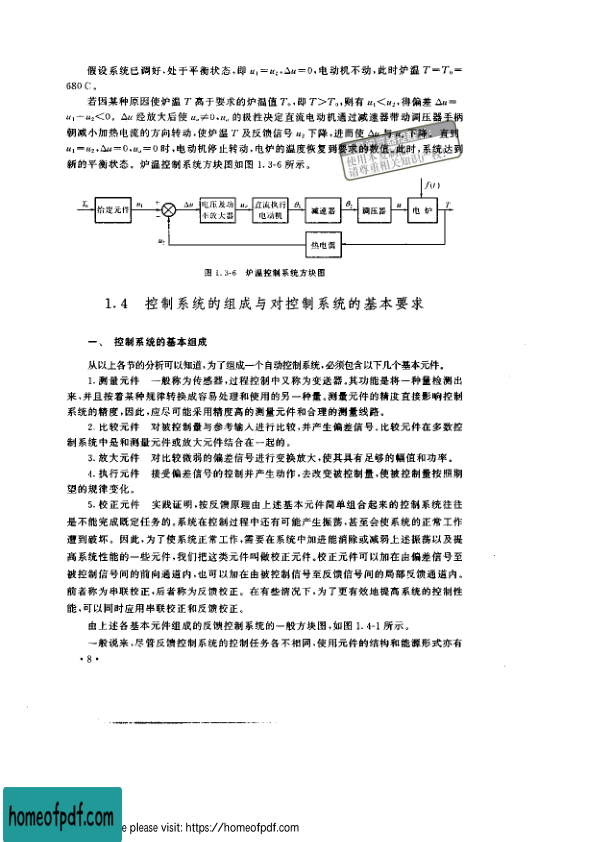 假设系统已调好,处于平衡状态,即 u₁=u₂,Δu=0,电动机不动,此时炉温 T=T₀=
680℃。
若因某种原因使炉温 T 高于要求的炉温值 T₀,即 T>T₀,则有 u₁<u₂,得偏差 Δu=
u₁-u₂<0。Δu 经放大后使 uₐ≠0,uₐ 的极性决定直流电动机通过减速器带动调压器手柄
朝减小加热电流的方向转动,使炉温 T 及反馈信号 u₂ 下降,进而使 Δu 与 uₐ 下降。直到
u₁=u₂,Δu=0,uₐ=0 时,电动机停止转动,电炉的温度恢复到要求的数值。此时,系统达到
新的平衡状态。炉温控制系统方块图如图 1.3-6 所示。
请尊重相关知识产权!
f(t)
T₀ 给定元件 u₁ + - Δu 电压及功率放大器 uₐ 直流执行电动机 θ₁ 减速器 θ₂ 调压器 u 电炉 T
u₂ 热电偶
图 1.3-6 炉温控制系统方块图
1.4 控制系统的组成与对控制系统的基本要求
一、 控制系统的基本组成
从以上各节的分析可以知道,为了组成一个自动控制系统,必须包含以下几个基本元件。
1. 测量元件 一般称为传感器,过程控制中又称为变送器。其功能是将一种量检测出
来,并且按着某种规律转换成容易处理和使用的另一种量。测量元件的精度直接影响控制
系统的精度,因此,应尽可能采用精度高的测量元件和合理的测量线路。
2. 比较元件 对被控制量与参考输入进行比较,并产生偏差信号。比较元件在多数控
制系统中是和测量元件或放大元件结合在一起的。
3. 放大元件 对比较微弱的偏差信号进行变换放大,使其具有足够的幅值和功率。
4. 执行元件 接受偏差信号的控制并产生动作,去改变被控制量,使被控制量按照期
望的规律变化。
5. 校正元件 实践证明,按反馈原理由上述基本元件简单组合起来的控制系统往往
是不能完成既定任务的。系统在控制过程中还有可能产生振荡,甚至会使系统的正常工作
遭到破坏。因此,为了使系统正常工作,需要在系统中加进能消除或减弱上述振荡以及提
高系统性能的一些元件,我们把这类元件叫做校正元件。校正元件可以加在由偏差信号至
被控制信号间的前向通道内,也可以加在由被控制信号至反馈信号间的局部反馈通道内。
前者称为串联校正,后者称为反馈校正。在有些情况下,为了更有效地提高系统的控制性
能,可以同时应用串联校正和反馈校正。
由上述各基本元件组成的反馈控制系统的一般方块图,如图 1.4-1 所示。
一般说来,尽管反馈控制系统的控制任务各不相同,使用元件的结构和能源形式亦有
·8·
homeofpdf.com
e please visit: https://homeofpdf.com